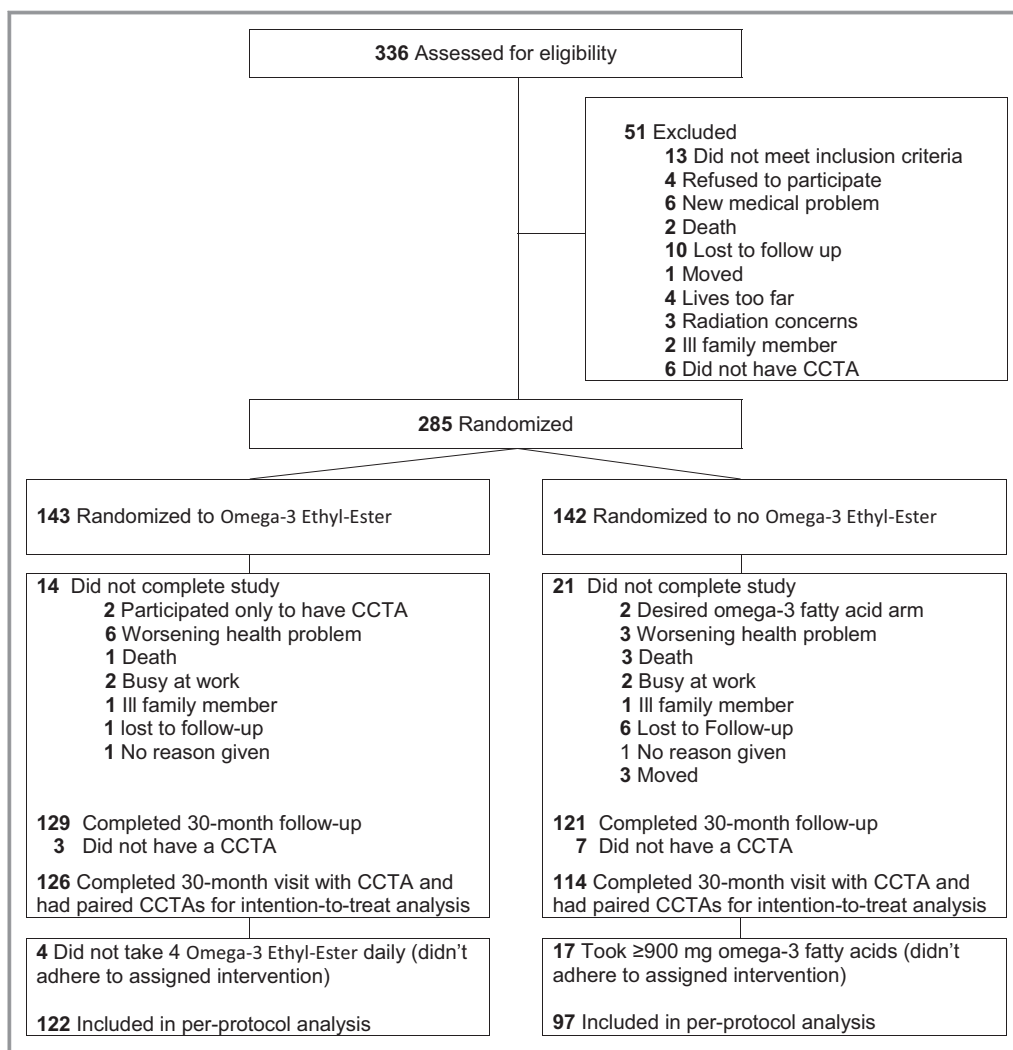 336 Assessed for eligibility
51 Excluded
13 Did not meet inclusion criteria
4 Refused to participate
6 New medical problem
2 Death
10 Lost to follow up
1 Moved
4 Lives too far
3 Radiation concerns
2 Ill family member
6 Did not have CCTA
285 Randomized
143 Randomized to Omega-3 Ethyl-Ester
14 Did not complete study
2 Participated only to have CCTA
6 Worsening health problem
1 Death
2 Busy at work
1 Ill family member
1 lost to follow-up
1 No reason given
129 Completed 30-month follow-up
3 Did not have a CCTA
126 Completed 30-month visit with CCTA and
had paired CCTAs for intention-to-treat analysis
4 Did not take 4 Omega-3 Ethyl-Ester daily (didn't
adhere to assigned intervention)
122 Included in per-protocol analysis
142 Randomized to no Omega-3 Ethyl-Ester
21 Did not complete study
2 Desired omega-3 fatty acid arm
3 Worsening health problem
3 Death
2 Busy at work
1 Ill family member
6 Lost to Follow-up
1 No reason given
3 Moved
121 Completed 30-month follow-up
7 Did not have a CCTA
114 Completed 30-month visit with CCTA and
had paired CCTAs for intention-to-treat analysis
17 Took ≥900 mg omega-3 fatty acids (didn't
adhere to assigned intervention)
97 Included in per-protocol analysis